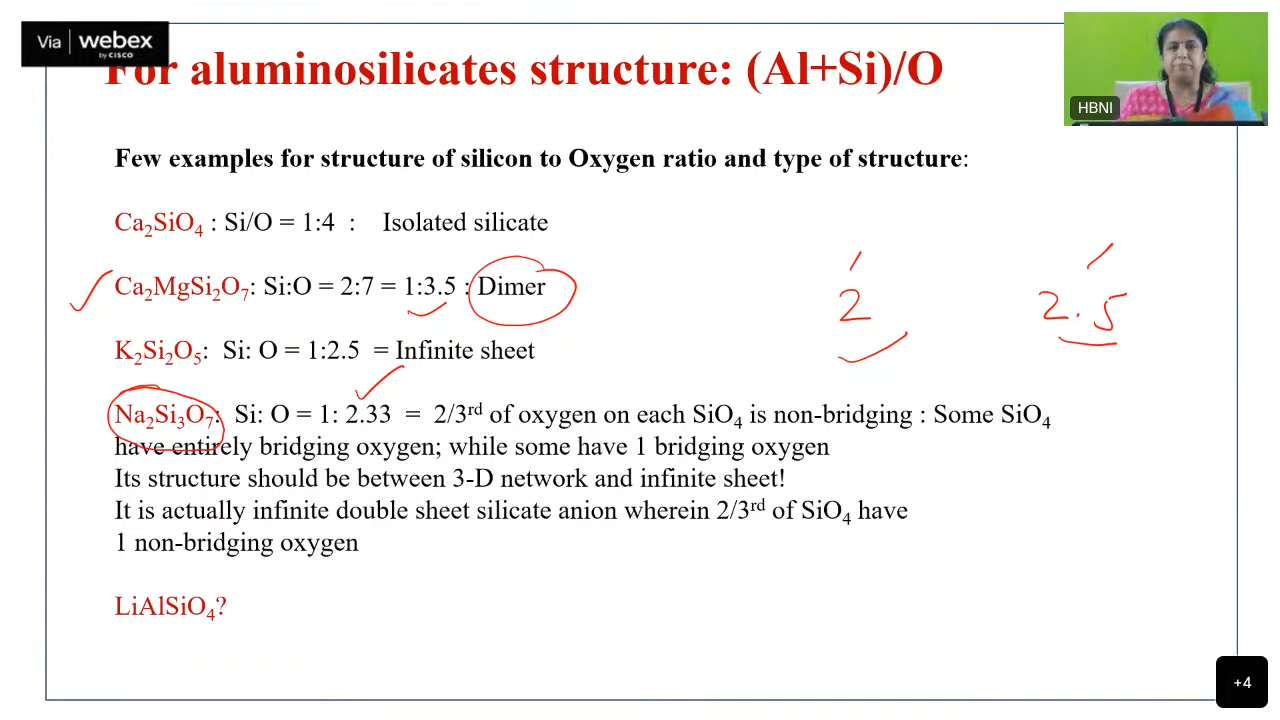 Via webex
by CISCO
For aluminosilicates structure: (Al+Si)/O
HBNI
Few examples for structure of silicon to Oxygen ratio and type of structure:
Ca₂SiO₄ : Si/O = 1:4 : Isolated silicate
Ca₂MgSi₂O₇: Si:O = 2:7 = 1:3.5 : Dimer
2 2.5
K₂Si₂O₅: Si: O = 1:2.5 = Infinite sheet
Na₂Si₃O₇: Si: O = 1: 2.33 = 2/3ʳᵈ of oxygen on each SiO₄ is non-bridging : Some SiO₄
have entirely bridging oxygen; while some have 1 bridging oxygen
Its structure should be between 3-D network and infinite sheet!
It is actually infinite double sheet silicate anion wherein 2/3ʳᵈ of SiO₄ have
1 non-bridging oxygen
LiAlSiO₄?
+4